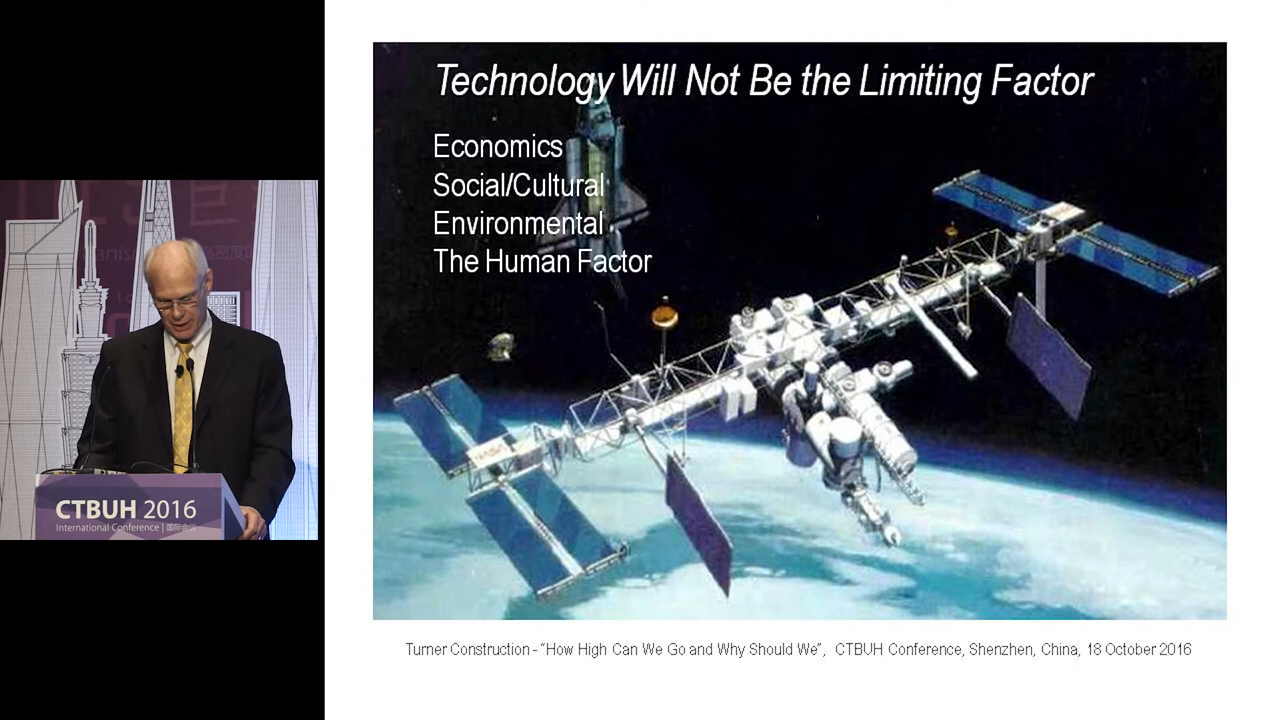 Technology Will Not Be the Limiting Factor
Economics
Social/Cultural
Environmental
The Human Factor
CTBUH 2016
International Conference | 国际会议
Turner Construction - “How High Can We Go and Why Should We”, CTBUH Conference, Shenzhen, China, 18 October 2016